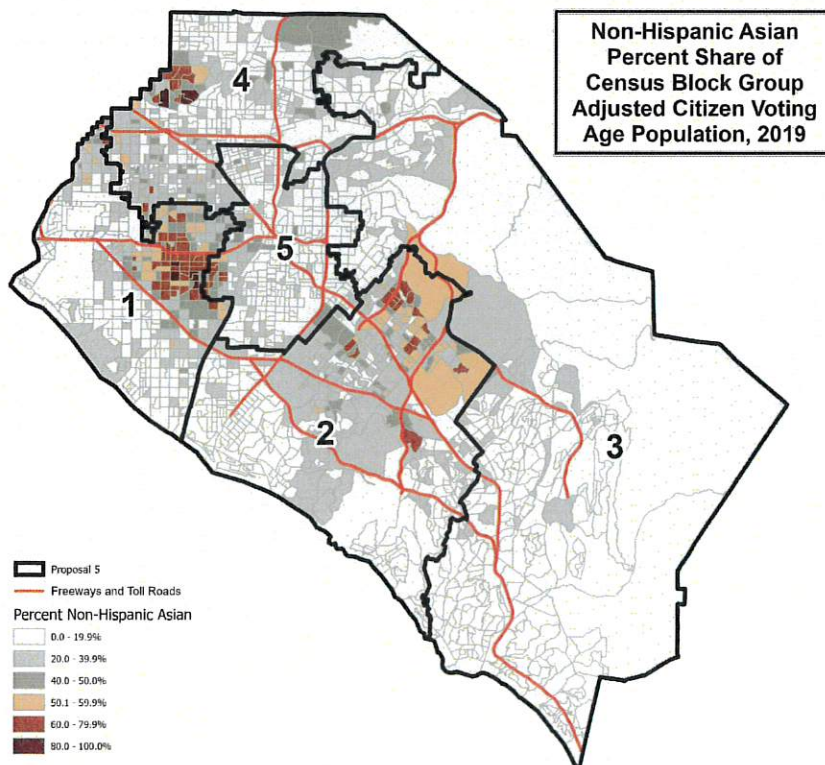 Non-Hispanic Asian
Percent Share of
Census Block Group
Adjusted Citizen Voting
Age Population, 2019
4
5
1
2
3
Proposal 5
Freeways and Toll Roads
Percent Non-Hispanic Asian
0.0 - 19.9%
20.0 - 39.9%
40.0 - 50.0%
50.1 - 59.9%
60.0 - 79.9%
80.0 - 100.0%